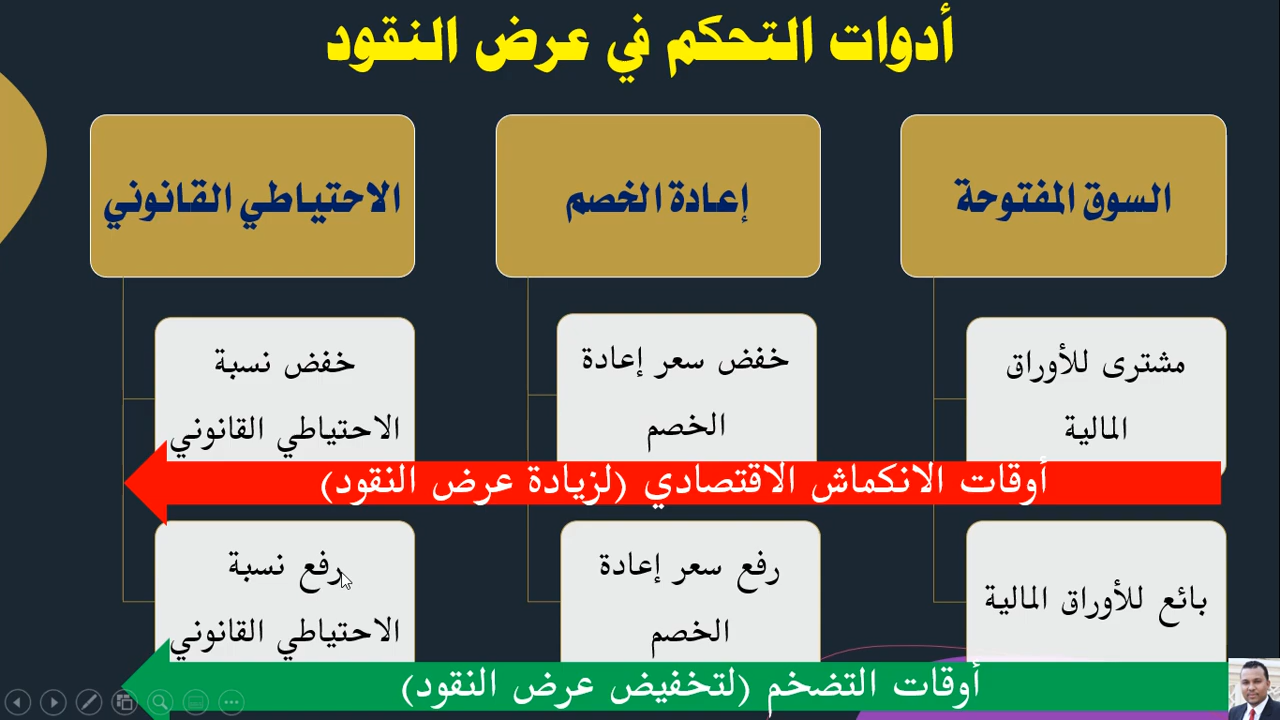 أدوات التحكم في عرض النقود
السوق المفتوحة
إعادة الخصم
الاحتياطي القانوني
مشترى للأوراق
المالية
خفض سعر إعادة
الخصم
خفض نسبة
الاحتياطي القانوني
أوقات الانكماش الاقتصادي (لزيادة عرض النقود)
بائع للأوراق المالية
رفع سعر إعادة
الخصم
رفع نسبة
الاحتياطي القانوني
أوقات التضخم (لتخفيض عرض النقود)